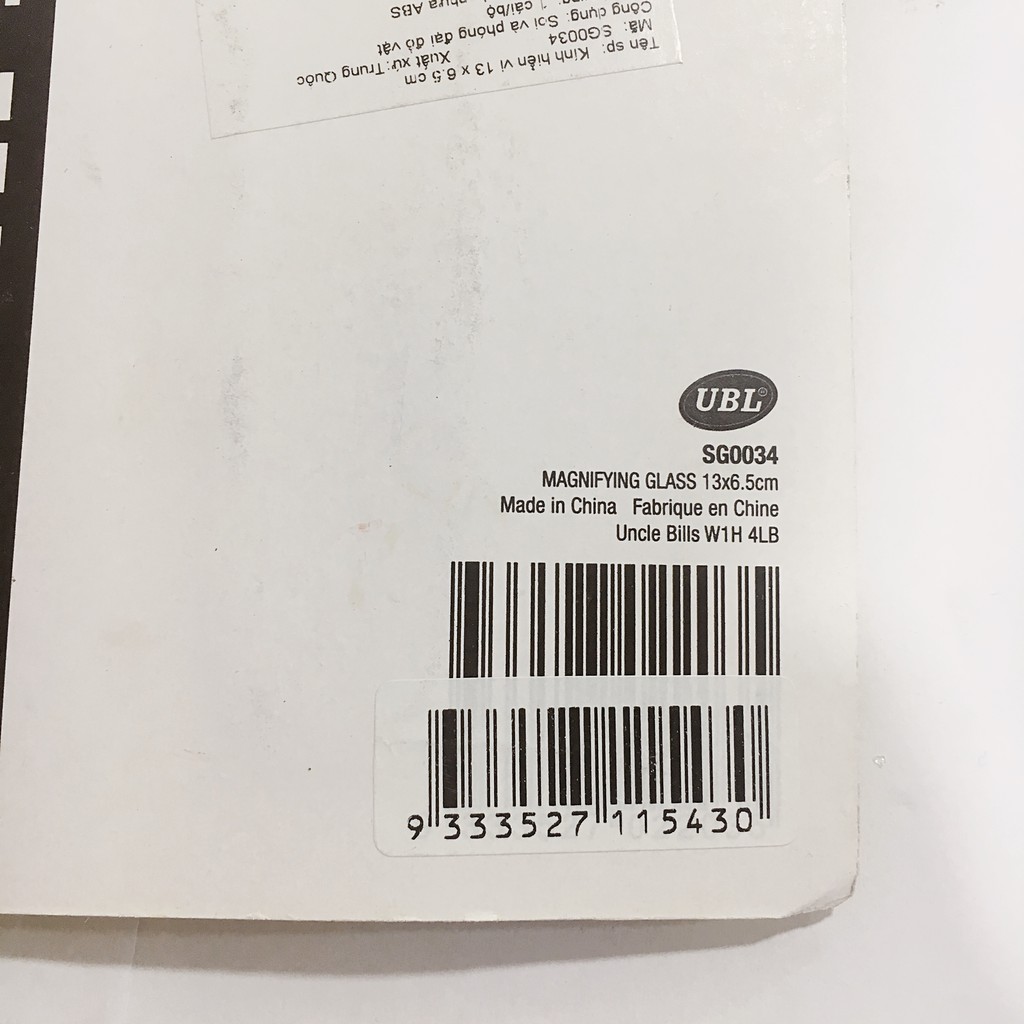 Tên sp: Kính hiển vi 13 x 6.5 cm
Mã: SG0034 Xuất xứ: Trung Quốc
Công dụng: Soi và phóng đại đồ vật
1 cái/bộ nhựa ABS
UBL
SG0034
MAGNIFYING GLASS 13x6.5cm
Made in China Fabrique en Chine
Uncle Bills W1H 4LB
9 333527 115430